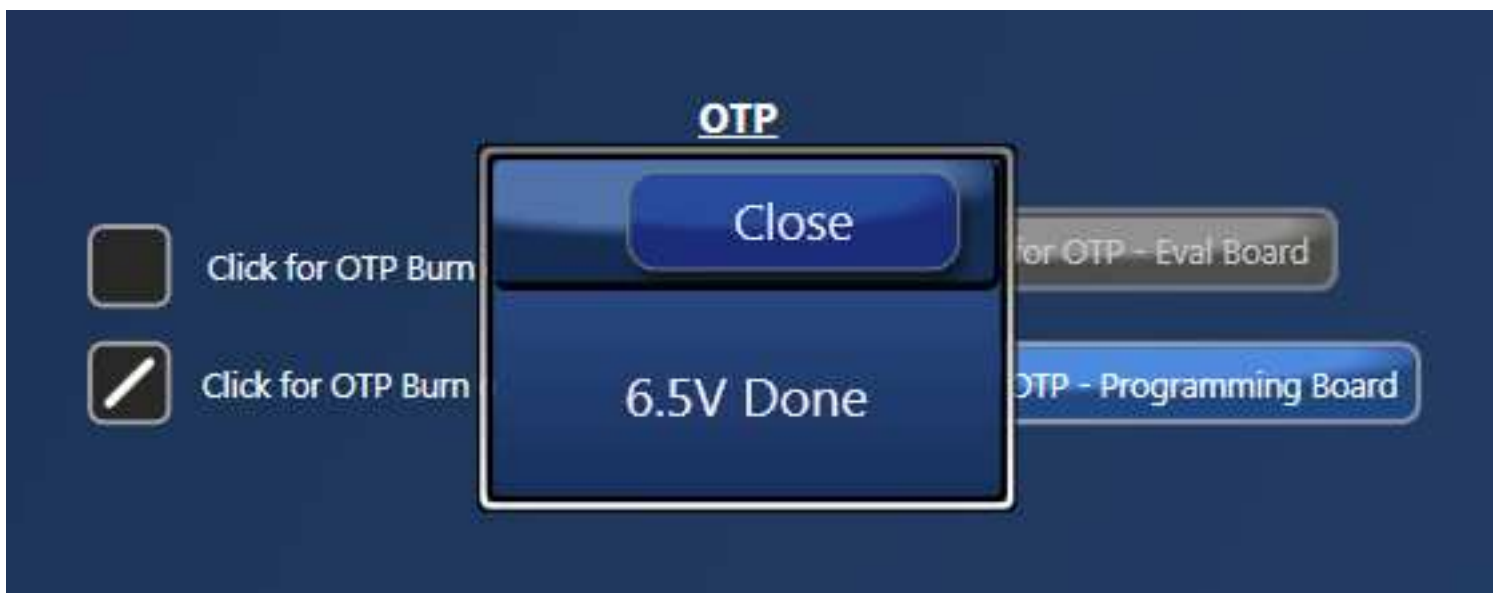 OTP
Close
Click for OTP Burn
for OTP - Eval Board
Click for OTP Burn
6.5V Done
OTP - Programming Board